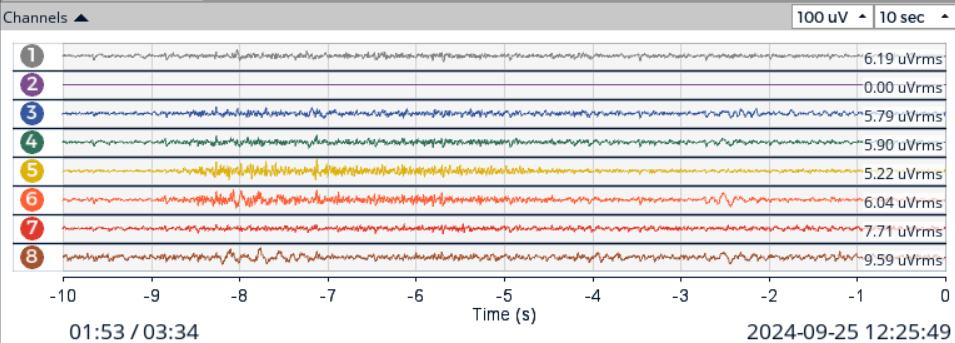 Channels ▲ 100 uV ▲ 10 sec ▲
1 6.19 uVrms
2 0.00 uVrms
3 5.79 uVrms
4 5.90 uVrms
5 5.22 uVrms
6 6.04 uVrms
7 7.71 uVrms
8 9.59 uVrms
-10 -9 -8 -7 -6 -5 -4 -3 -2 -1 0
Time (s)
01:53 / 03:34 2024-09-25 12:25:49